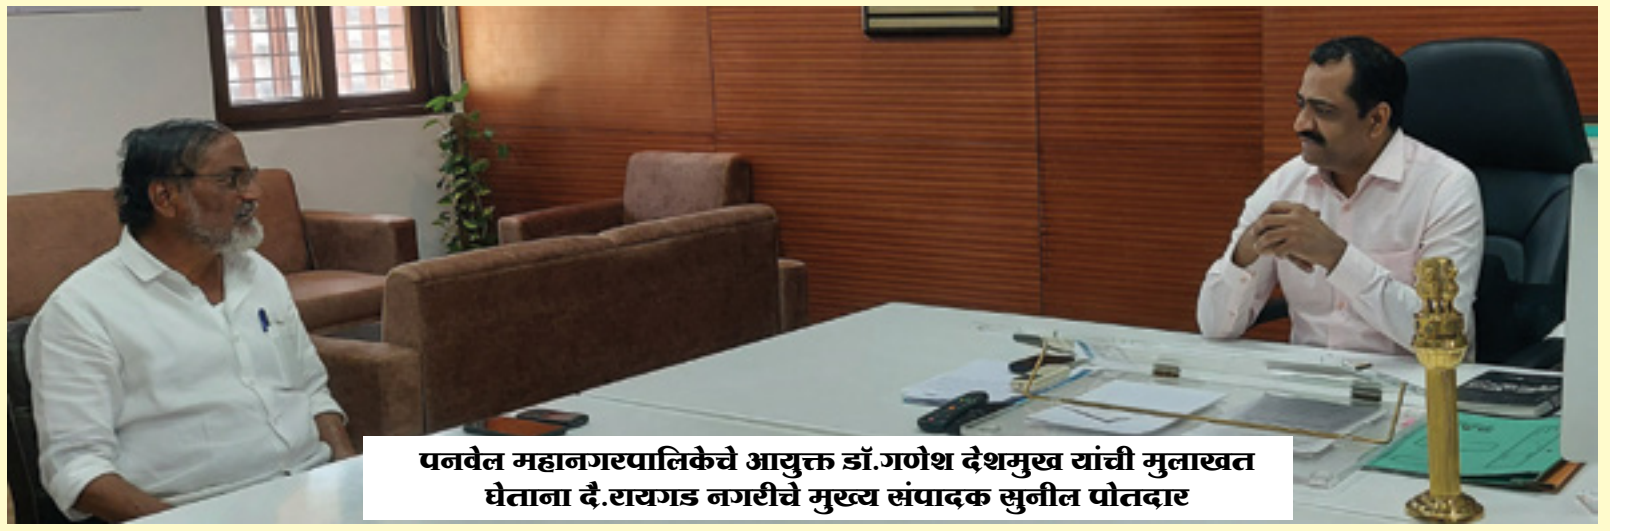 पनवेल महानगरपालिकेचे आयुक्त डॉ.गणेश देशमुख यांची मुलाखत
घेताना दै.रायगड नगरीचे मुख्य संपादक सुनील पोतदार